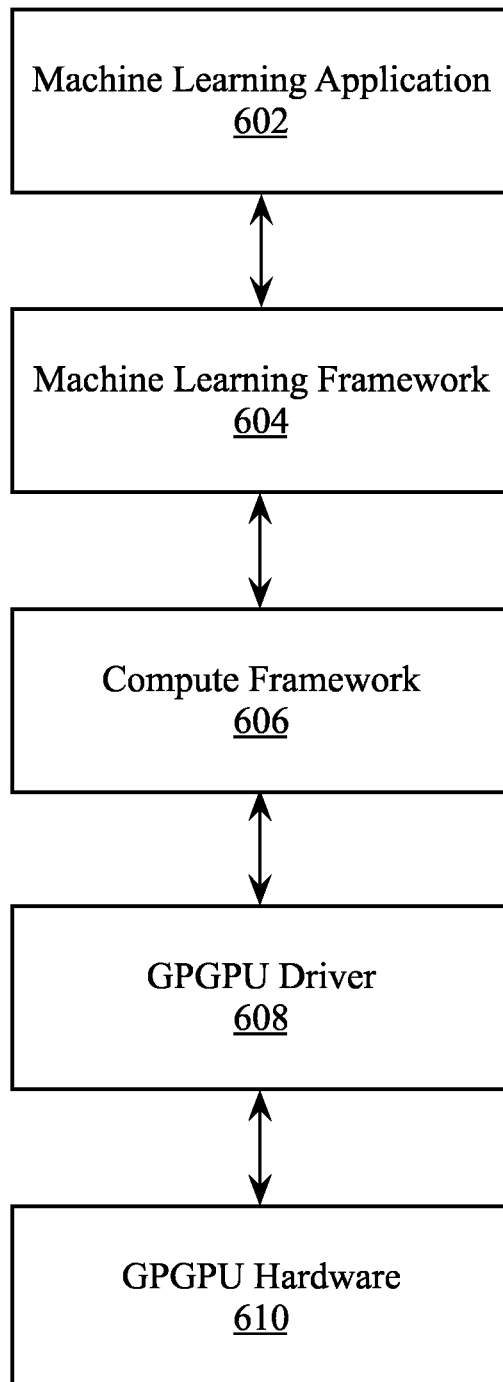 Machine Learning Application
602
Machine Learning Framework
604
Compute Framework
606
GPGPU Driver
608
GPGPU Hardware
610